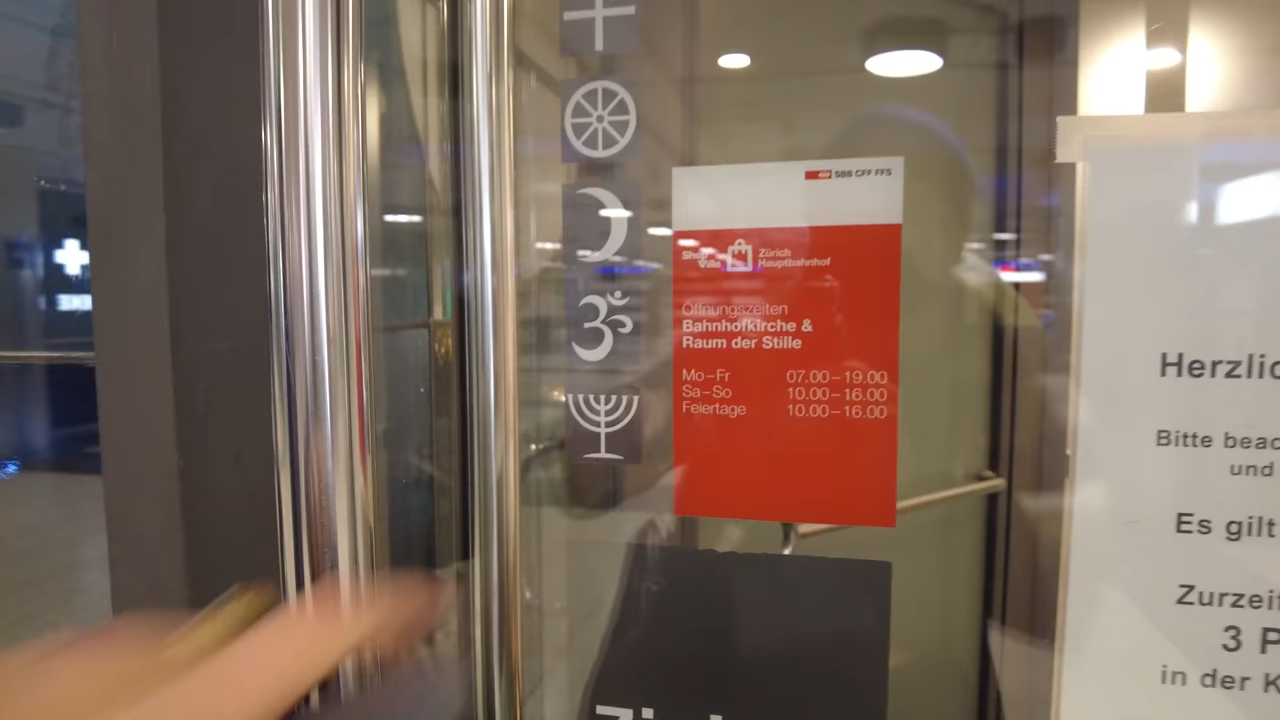 SBB CFF FFS
Shop Ville
Zürich
Hauptbahnhof
Öffnungszeiten
Bahnhofkirche &
Raum der Stille
Mo–Fr 07.00–19.00
Sa–So 10.00–16.00
Feiertage 10.00–16.00
Herzlic
Bitte beac
und
Es gilt
Zurzeit
3 P
in der K